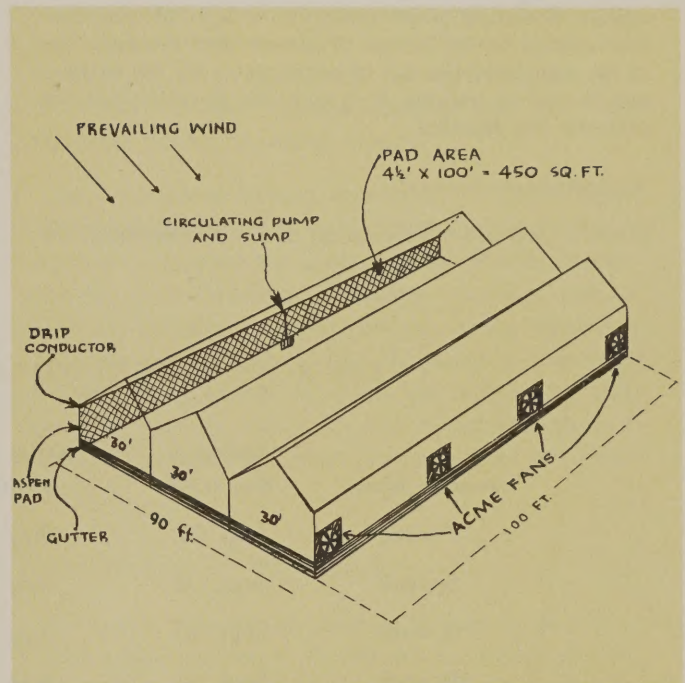 PREVAILING WIND
PAD AREA
4½' X 100' = 450 SQ. FT.
CIRCULATING PUMP
AND SUMP
DRIP
CONDUCTOR
ASPEN
PAD
GUTTER
30'
30'
30'
90 ft.
ACME FANS
100 FT.